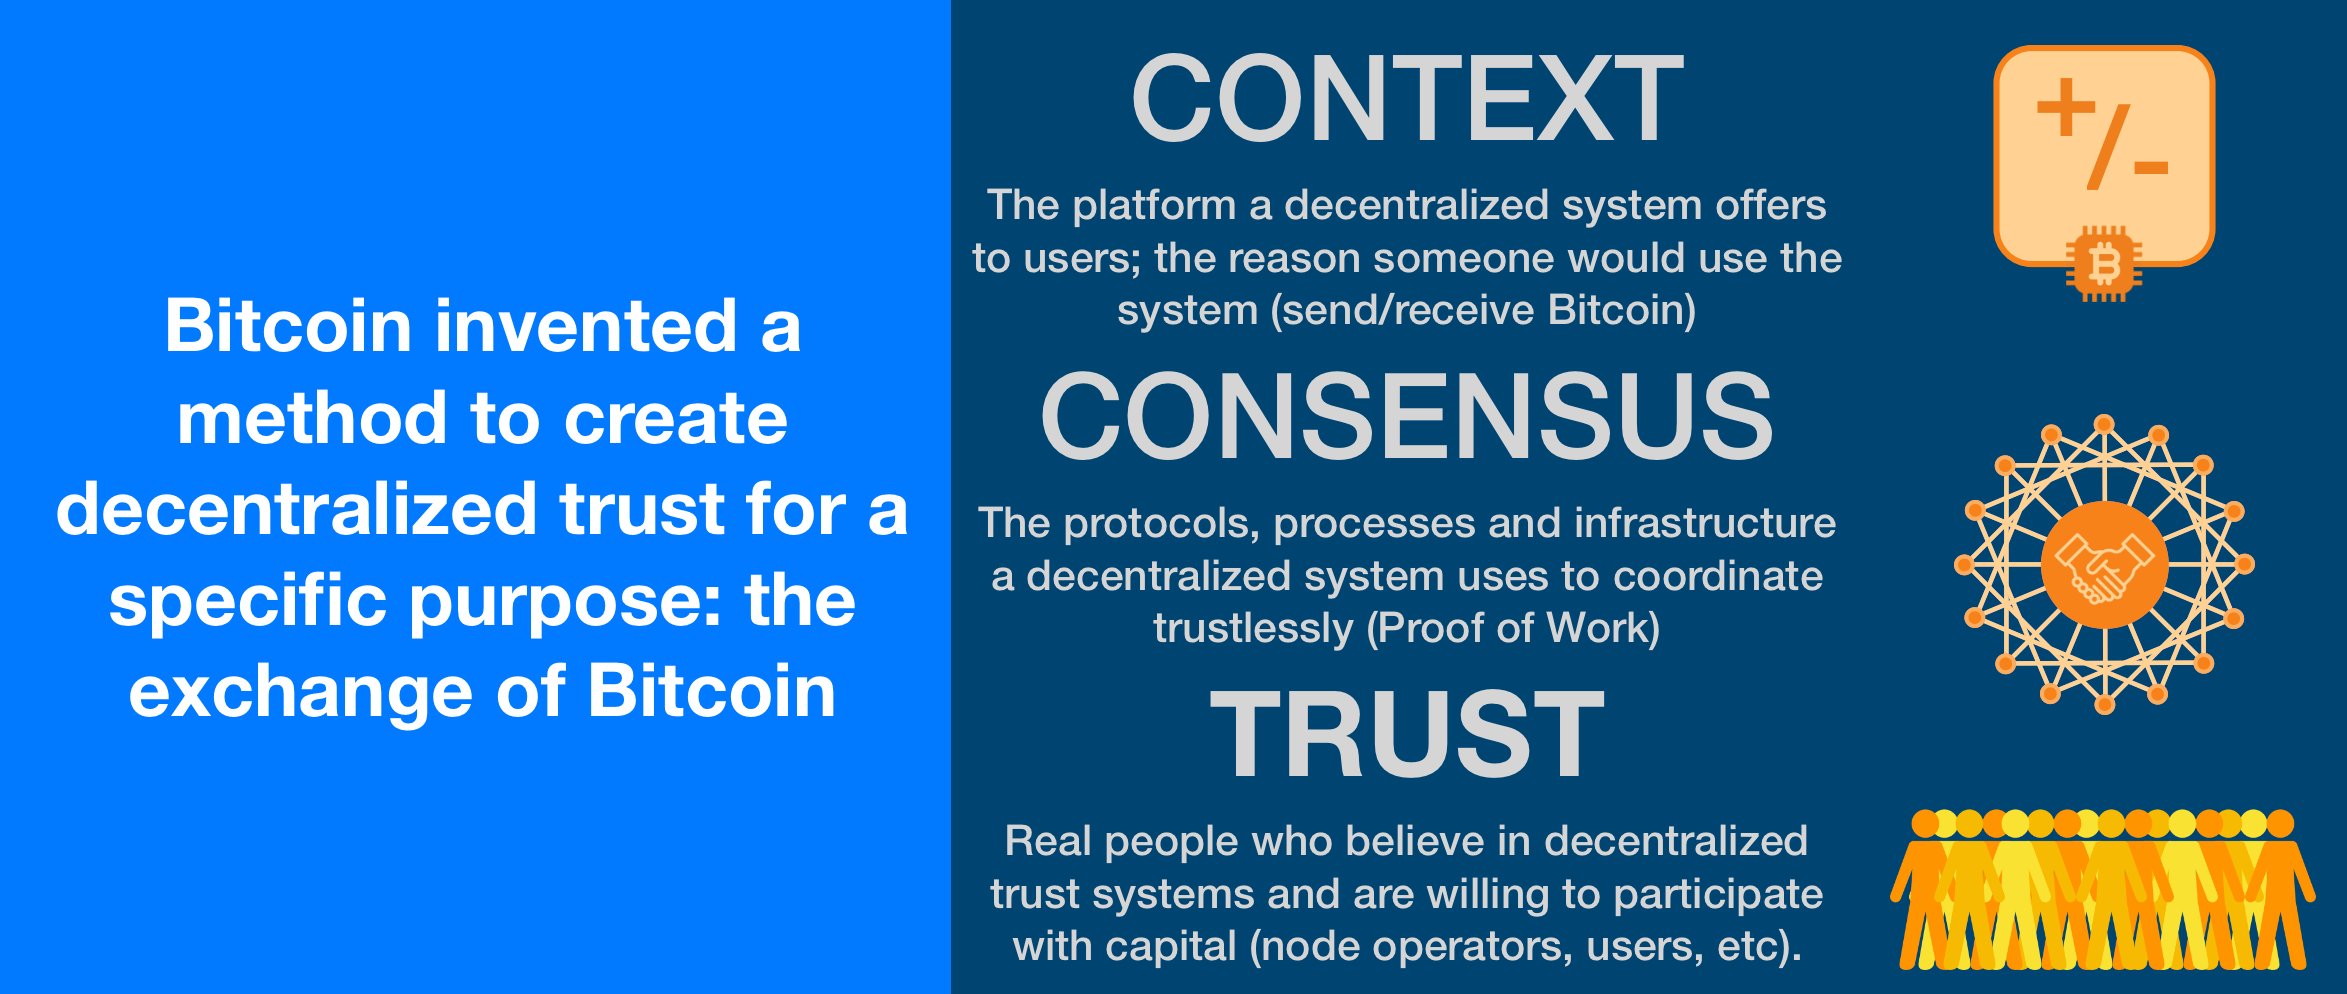 Bitcoin invented a
method to create
decentralized trust for a
specific purpose: the
exchange of Bitcoin
CONTEXT
The platform a decentralized system offers
to users; the reason someone would use the
system (send/receive Bitcoin)
CONSENSUS
The protocols, processes and infrastructure
a decentralized system uses to coordinate
trustlessly (Proof of Work)
TRUST
Real people who believe in decentralized
trust systems and are willing to participate
with capital (node operators, users, etc).
+/-